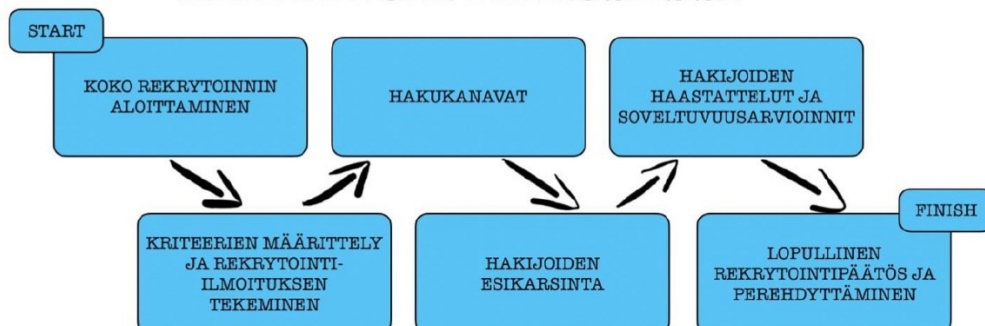 START
KOKO REKRYTOINNIN
ALOITTAMINEN
KRITEERIEN MÄÄRITTELY
JA REKRYTOINTI-
ILMOITUKSEN
TEKEMINEN
HAKUKANAVAT
HAKIJOIDEN
ESIKARSINTA
HAKIJOIDEN
HAASTATTELUT JA
SOVELTUVUUSARVIOINNIT
FINISH
LOPULLINEN
REKRYTOINTIPÄÄTÖS JA
PEREHDYTTÄMINEN